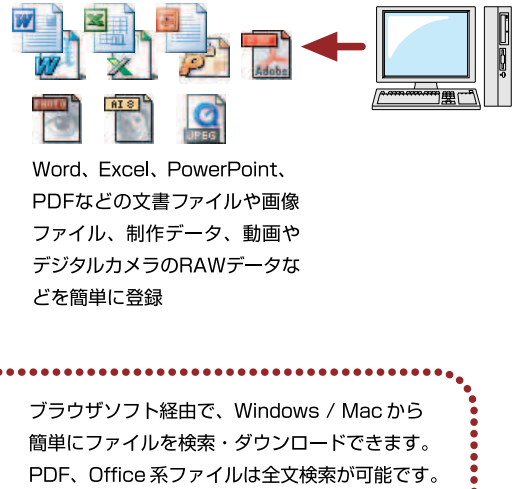 Adobe
PHOTO
AI 8
JPEG
Word、Excel、PowerPoint、
PDFなどの文書ファイルや画像
ファイル、制作データ、動画や
デジタルカメラのRAWデータな
どを簡単に登録
ブラウザソフト経由で、Windows / Mac から
簡単にファイルを検索・ダウンロードできます。
PDF、Office 系ファイルは全文検索が可能です。